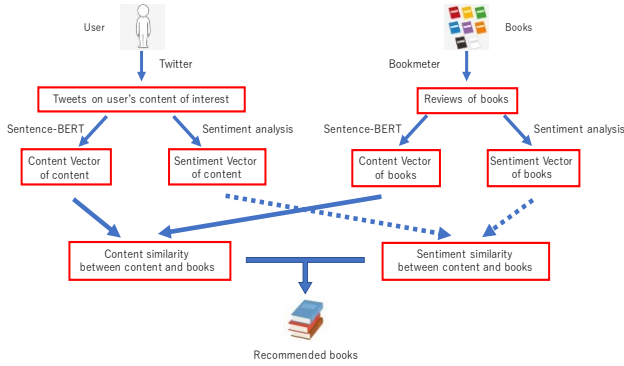 User
Books
Twitter
Bookmeter
Tweets on user's content of interest
Reviews of books
Sentence-BERT
Sentiment analysis
Sentence-BERT
Sentiment analysis
Content Vector
of content
Sentiment Vector
of content
Content Vector
of books
Sentiment Vector
of books
Content similarity
between content and books
Sentiment similarity
between content and books
Recommended books